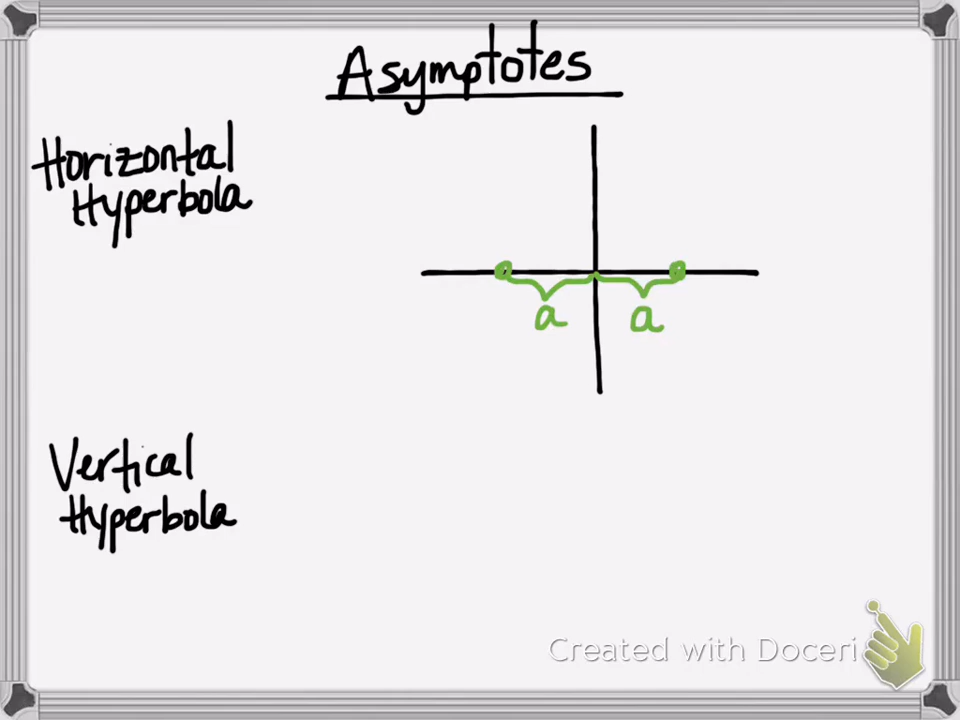 Asymptotes
Horizontal
Hyperbola
a a
Vertical
Hyperbola
Created with Doceri